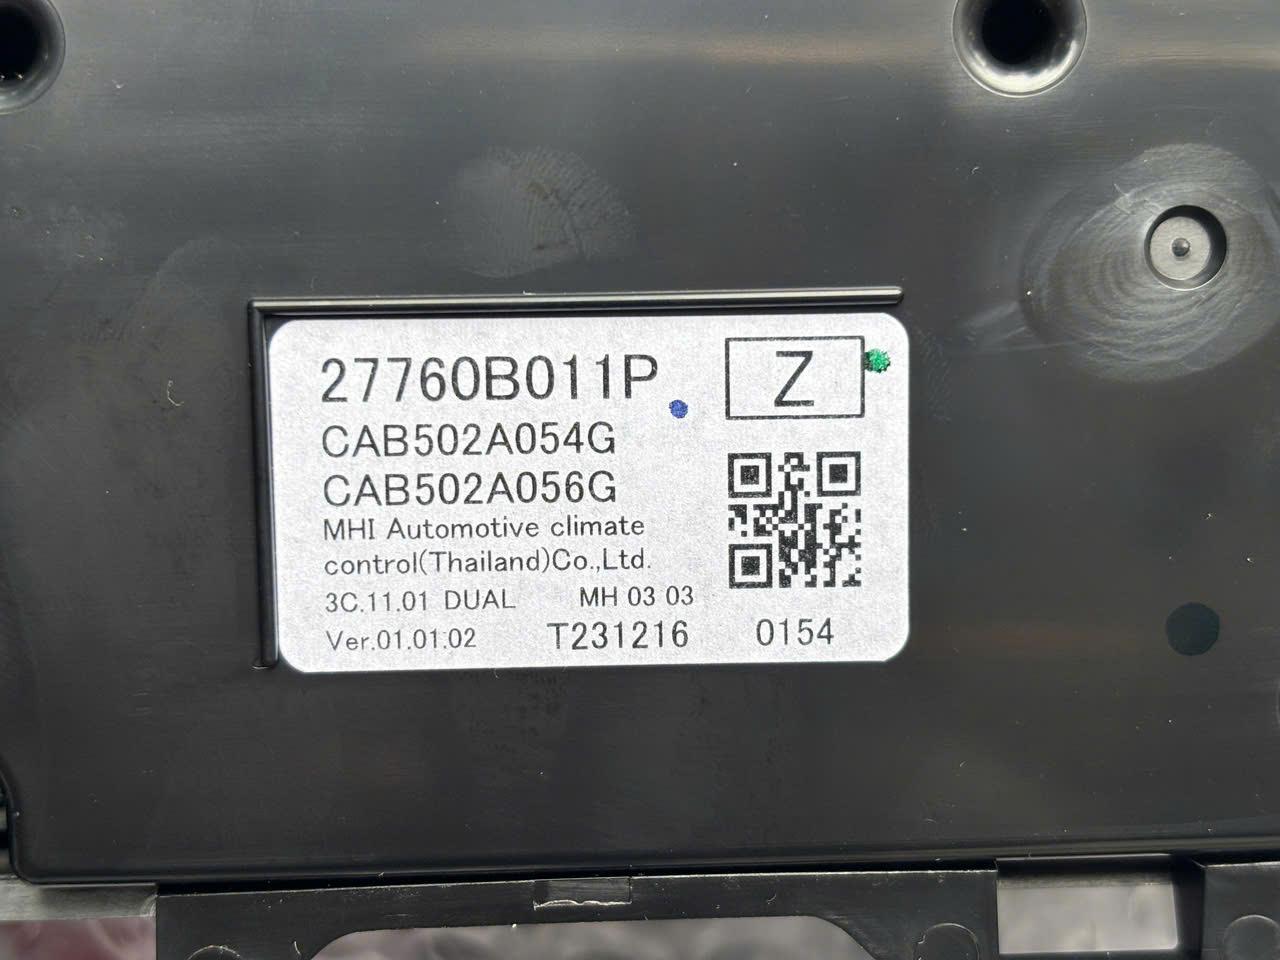 27760B011P
Z
CAB502A054G
CAB502A056G
MHI Automotive climate
control(Thailand)Co.,Ltd.
3C.11.01 DUAL MH 03 03
Ver.01.01.02 T231216 0154